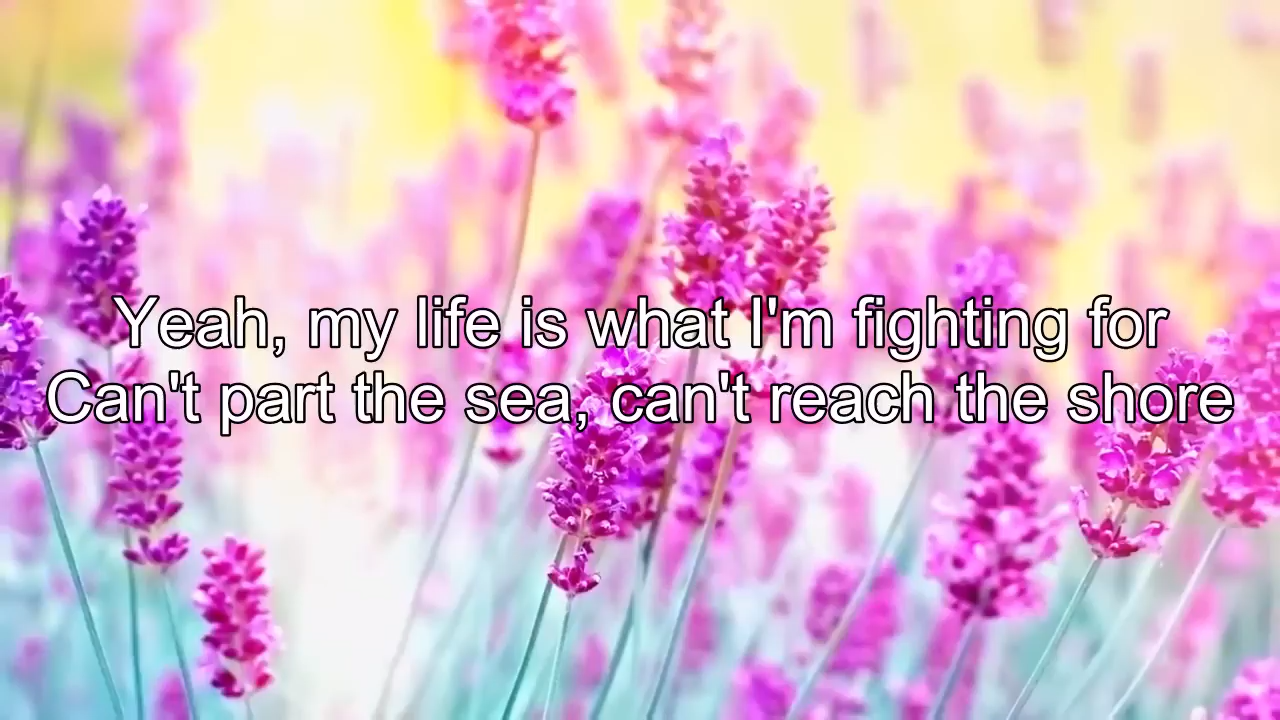 Yeah, my life is what I'm fighting for
Can't part the sea, can't reach the shore